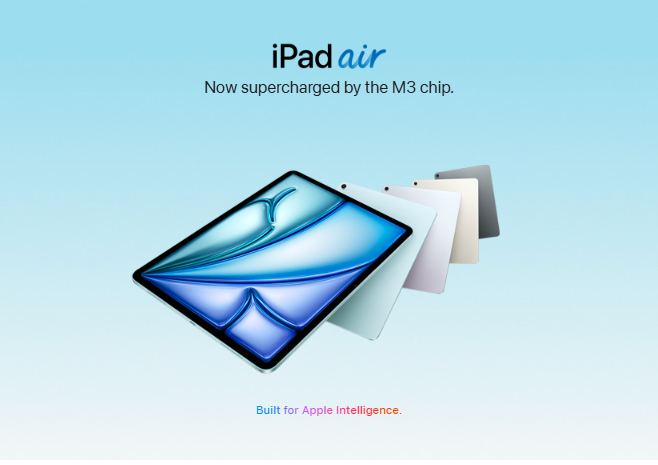 iPad air
Now supercharged by the M3 chip.
Built for Apple Intelligence.